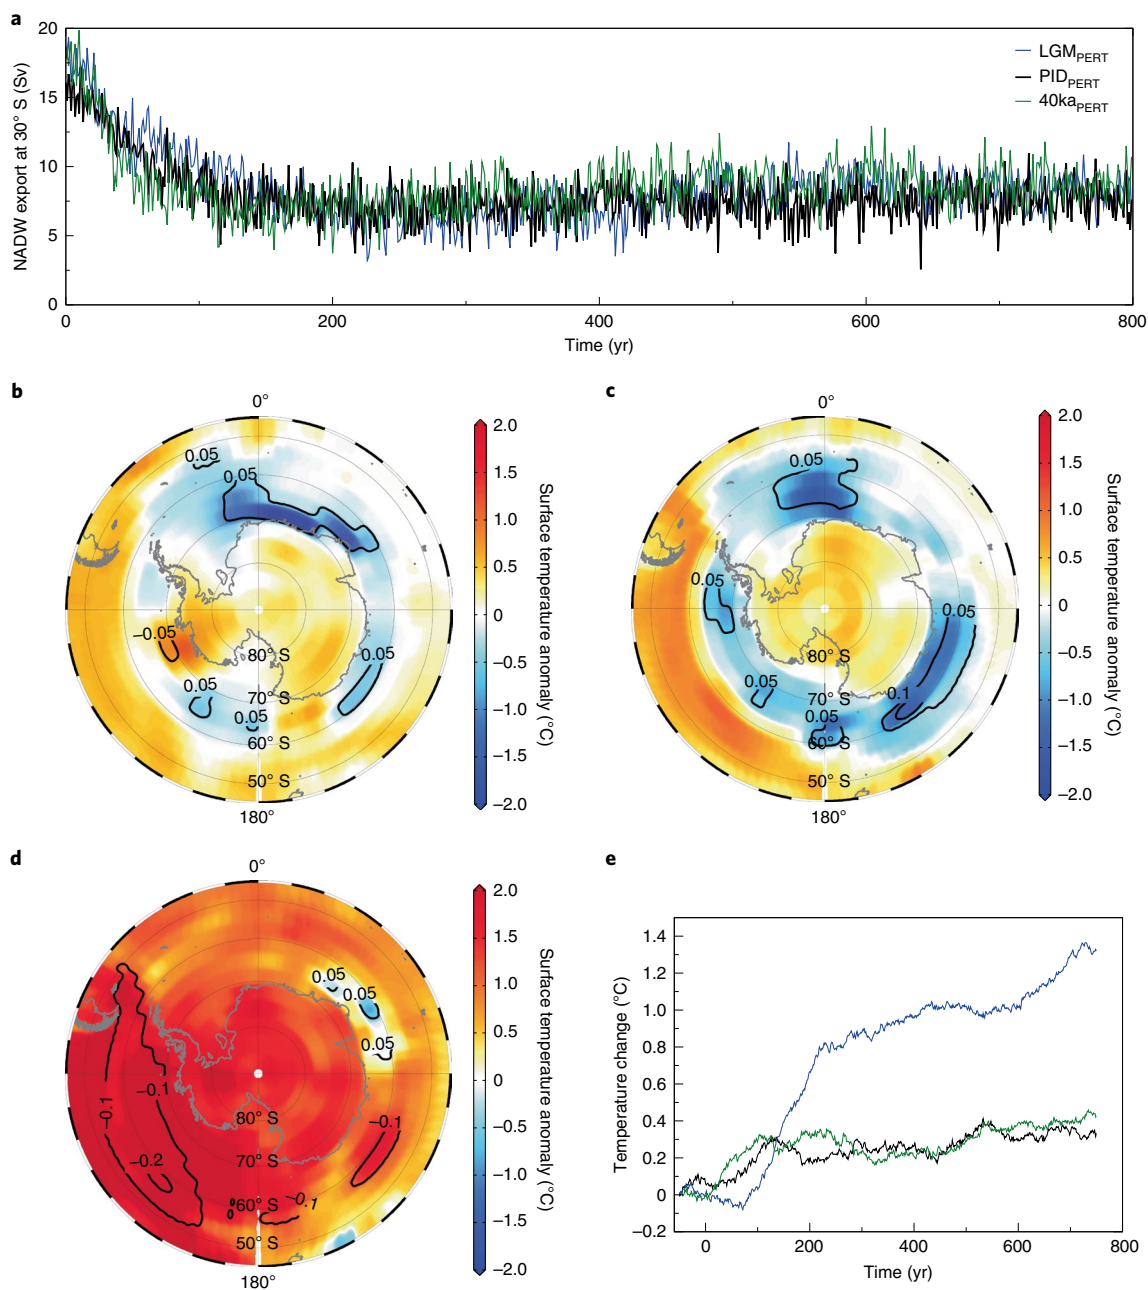 a
20
15
10
5
0
NADW export at 30° S (Sv)
LGM_PERT
PID_PERT
40ka_PERT
0 200 400 600 800
Time (yr)
b
0°
0.05
0.05
−0.05
0.05
0.05
0.05
80° S
70° S
60° S
50° S
180°
2.0
1.5
1.0
0.5
0
−0.5
−1.0
−1.5
−2.0
Surface temperature anomaly (°C)
c
0°
0.05
0.05
0.05
0.05
0.05
0.1
80° S
70° S
60° S
50° S
180°
2.0
1.5
1.0
0.5
0
−0.5
−1.0
−1.5
−2.0
Surface temperature anomaly (°C)
d
0°
0.05
0.05
0.05
−0.1
−0.1
−0.1
−0.2
−0.1
80° S
70° S
60° S
50° S
180°
2.0
1.5
1.0
0.5
0
−0.5
−1.0
−1.5
−2.0
Surface temperature anomaly (°C)
e
1.4
1.2
1.0
0.8
0.6
0.4
0.2
0
−0.2
Temperature change (°C)
0 200 400 600 800
Time (yr)